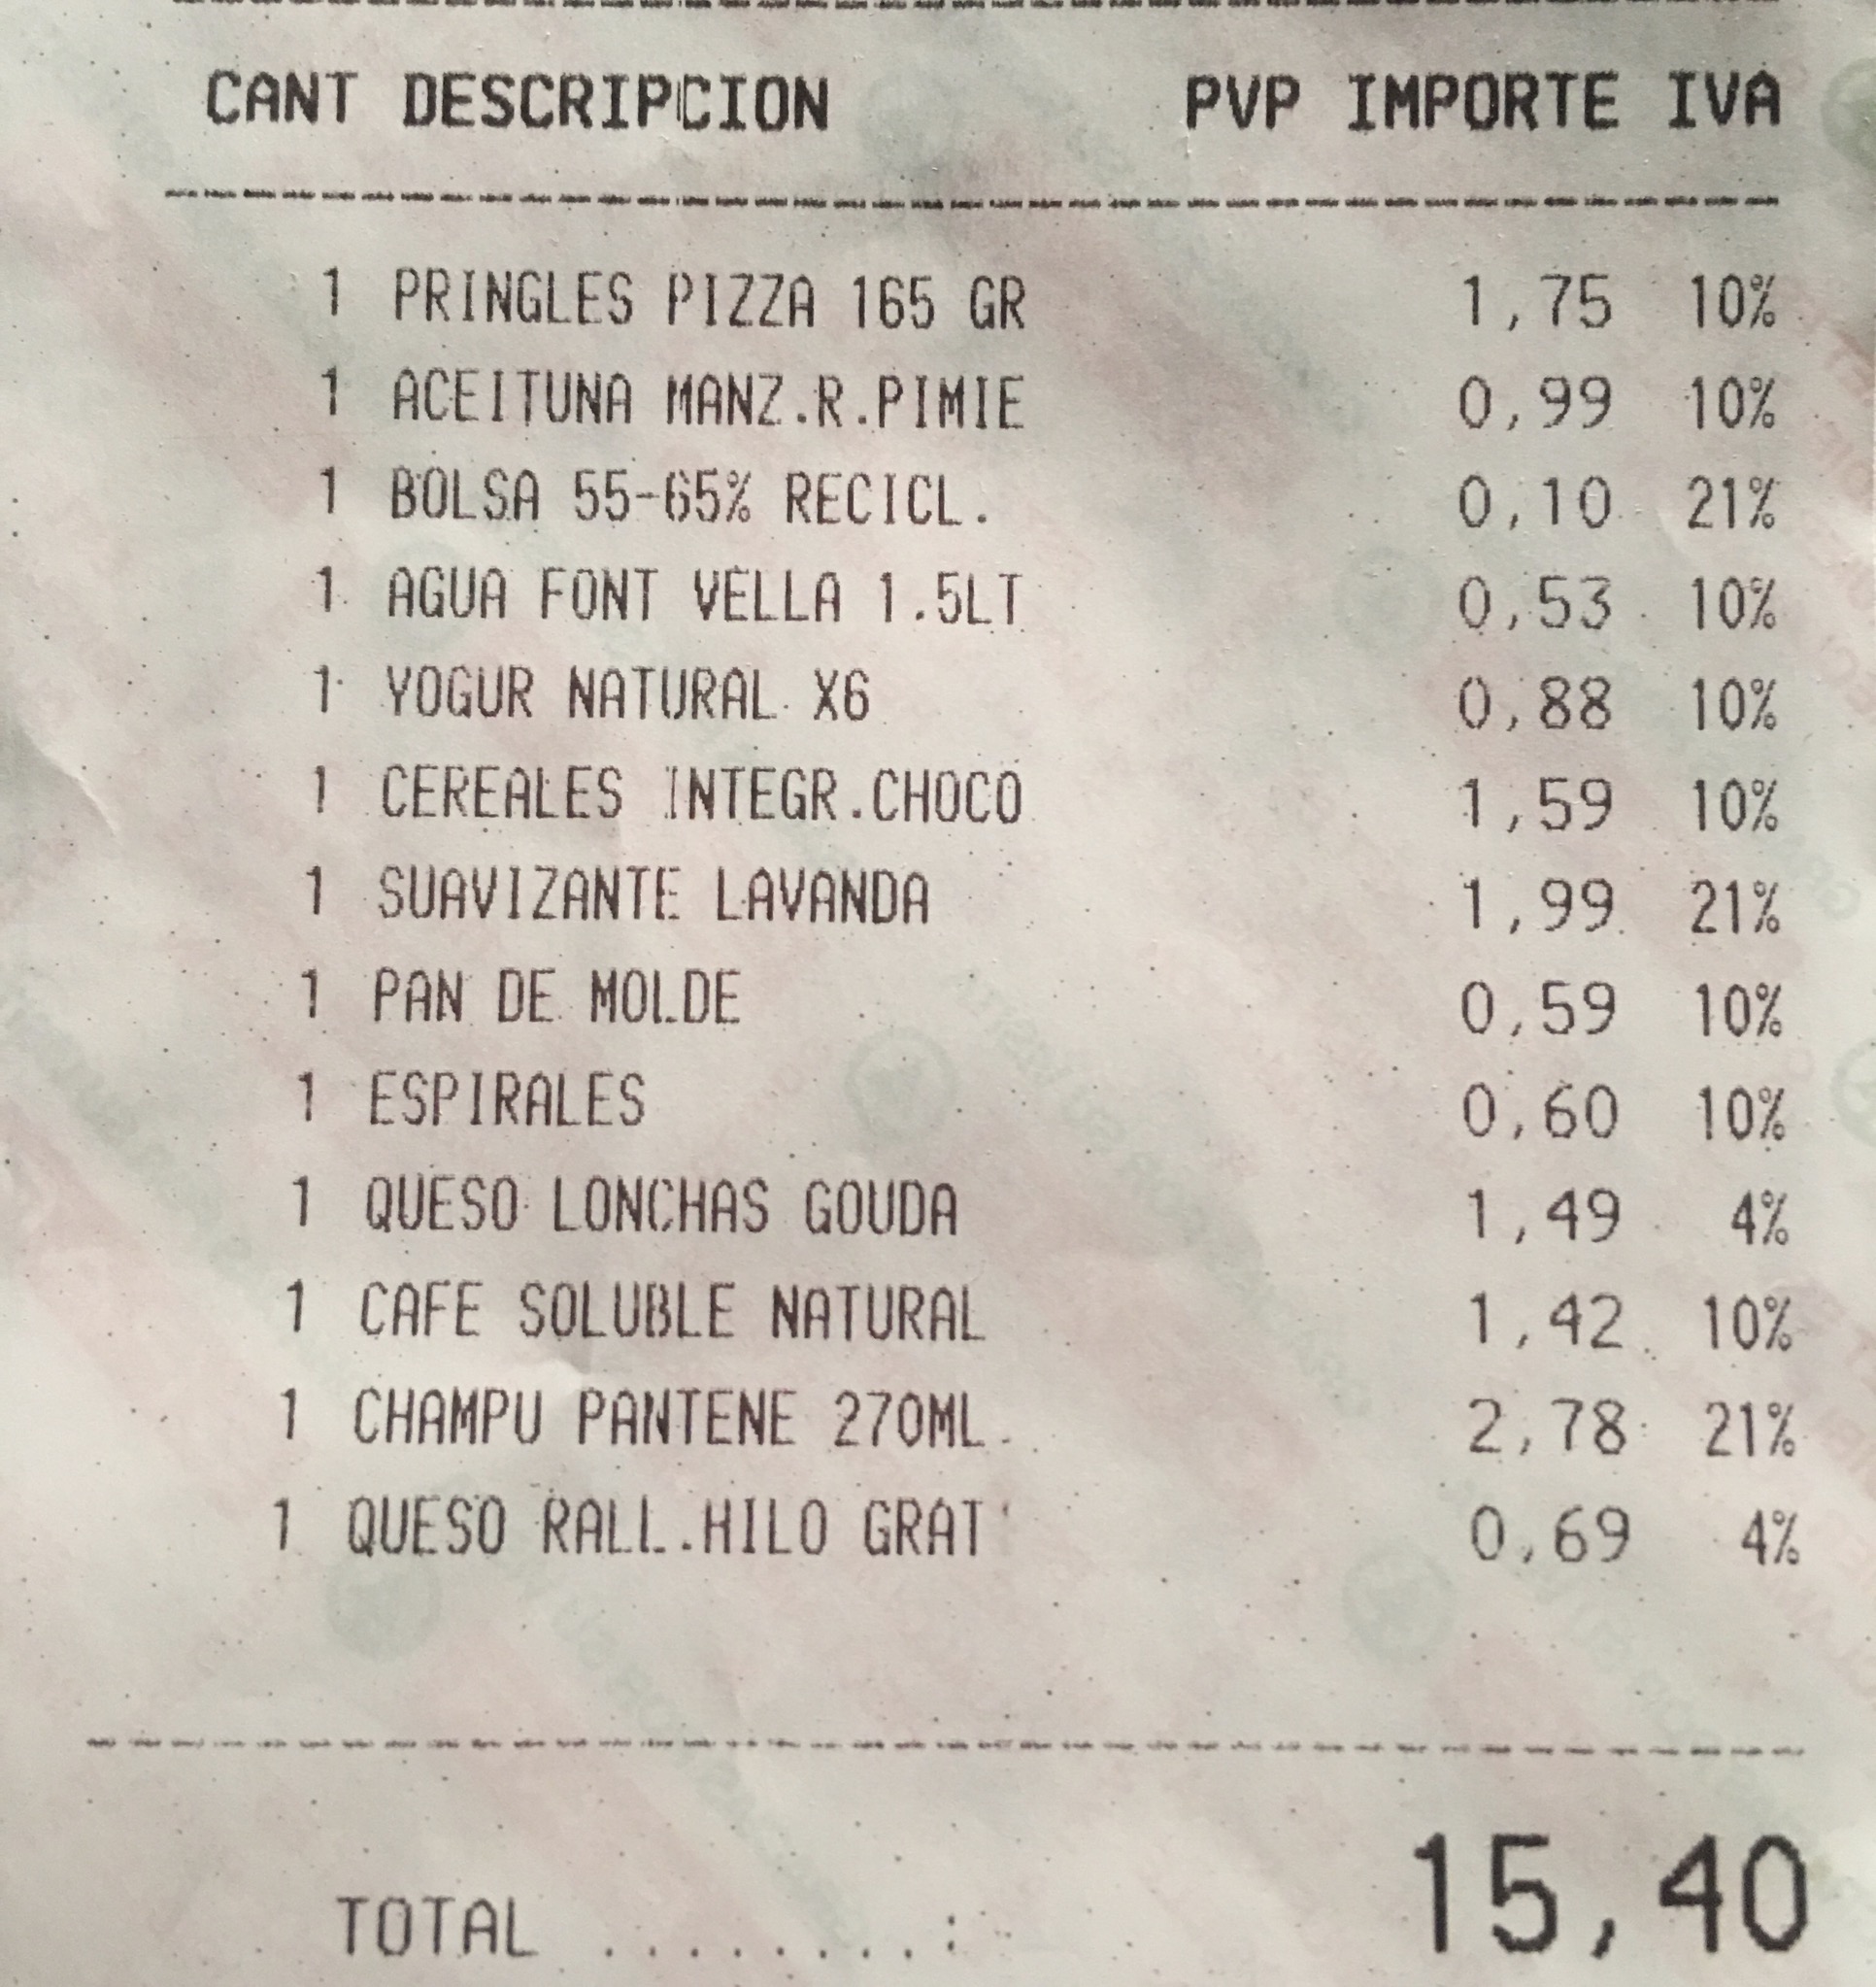 CANT DESCRIPCION PVP IMPORTE IVA
1 PRINGLES PIZZA 165 GR 1,75 10%
1 ACEITUNA MANZ.R.PIMIE 0,99 10%
1 BOLSA 55-65% RECICL. 0,10 21%
1 AGUA FONT VELLA 1.5LT 0,53 10%
1 YOGUR NATURAL X6 0,88 10%
1 CEREALES INTEGR.CHOCO 1,59 10%
1 SUAVIZANTE LAVANDA 1,99 21%
1 PAN DE MOLDE 0,59 10%
1 ESPIRALES 0,60 10%
1 QUESO LONCHAS GOUDA 1,49 4%
1 CAFE SOLUBLE NATURAL 1,42 10%
1 CHAMPU PANTENE 270ML 2,78 21%
1 QUESO RALL.HILO GRAT 0,69 4%
TOTAL ........: 15,40